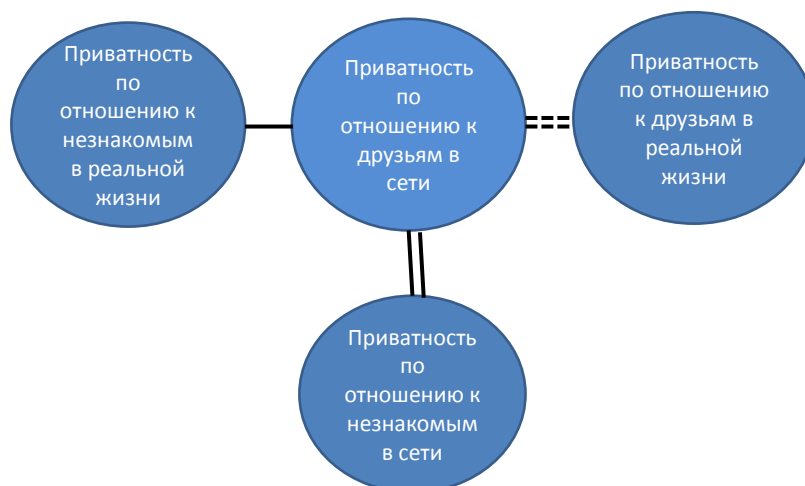 Приватность
по
отношению к
незнакомым
в реальной
жизни
Приватность
по
отношению к
друзьям в
сети
Приватность
по отношению
к друзьям в
реальной
жизни
Приватность
по
отношению к
незнакомым
в сети